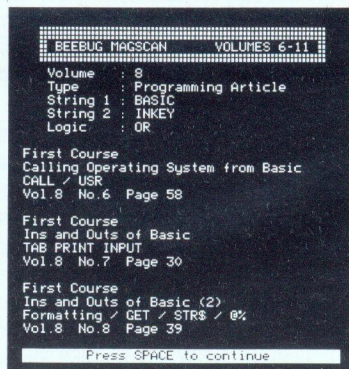 BEEBUG MAGSCAN VOLUMES 6-11
Volume : 8
Type : Programming Article
String 1 : BASIC
String 2 : INKEY
Logic : OR
First Course
Calling Operating System from Basic
CALL / USR
Vol.8 No.6 Page 58
First Course
Ins and Outs of Basic
TAB PRINT INPUT
Vol.8 No.7 Page 30
First Course
Ins and Outs of Basic (2)
Formatting / GET / STR$ / @%
Vol.8 No.8 Page 39
Press SPACE to continue